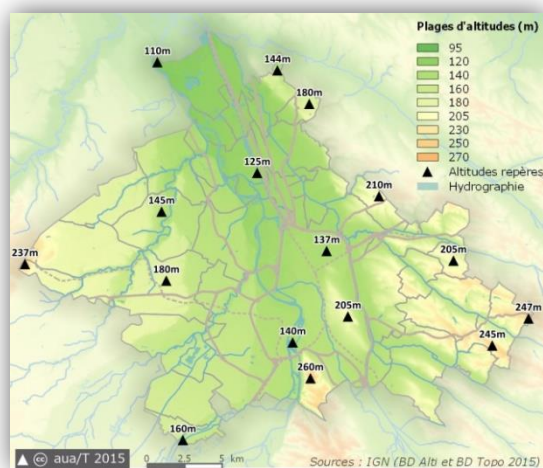 Plages d'altitudes (m)
95
120
140
160
180
205
230
250
270
Altitudes repères
Hydrographie
110m
144m
180m
125m
145m
210m
137m
205m
237m
180m
205m
247m
140m
245m
260m
160m
aua/T 2015
cc
0 2.5 5 km
Sources : IGN (BD Alti et BD Topo 2015)